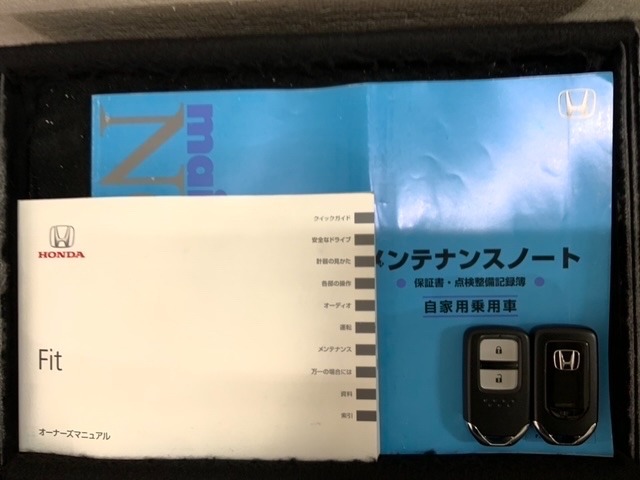 mai
N
メンテナンスノート
保証書・点検整備記録簿
自家用乗用車
HONDA
Fit
オーナーズマニュアル
クイックガイド
安全なドライブ
計器の見かた
各部の操作
オーディオ
運転
メンテナンス
万一の場合には
資料
索引